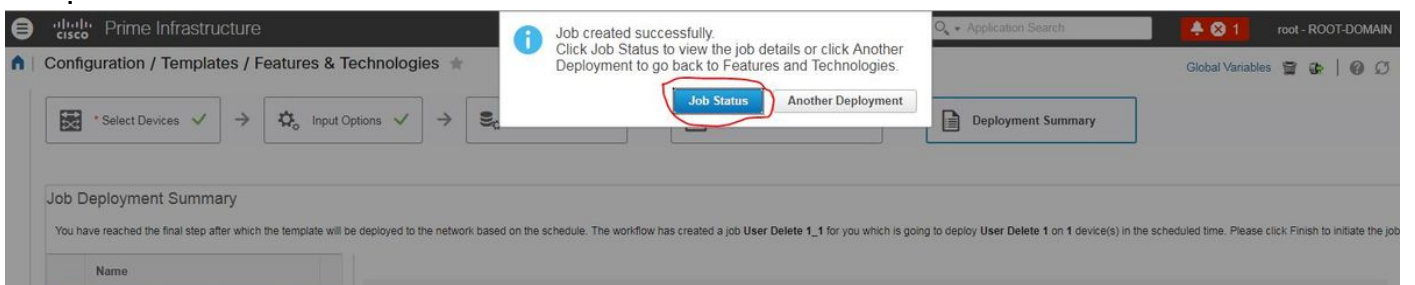 cisco Prime Infrastructure
Application Search
1
root - ROOT-DOMAIN
Job created successfully.
Click Job Status to view the job details or click Another
Deployment to go back to Features and Technologies.
Job Status
Another Deployment
Configuration / Templates / Features & Technologies
Global Variables
* Select Devices
Input Options
Deployment Summary
Job Deployment Summary
You have reached the final step after which the template will be deployed to the network based on the schedule. The workflow has created a job User Delete 1_1 for you which is going to deploy User Delete 1 on 1 device(s) in the scheduled time. Please click Finish to initiate the job
Name